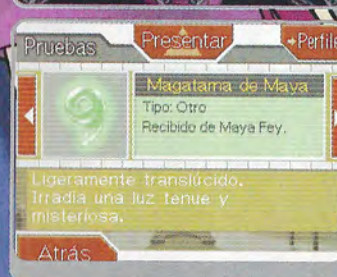 Pruebas
Presentar
Perfile
Magatama de Maya
Tipo: Otro
Recibido de Maya Fey.
Ligeramente translúcido.
Irradia una luz tenue y
misteriosa.
Atrás